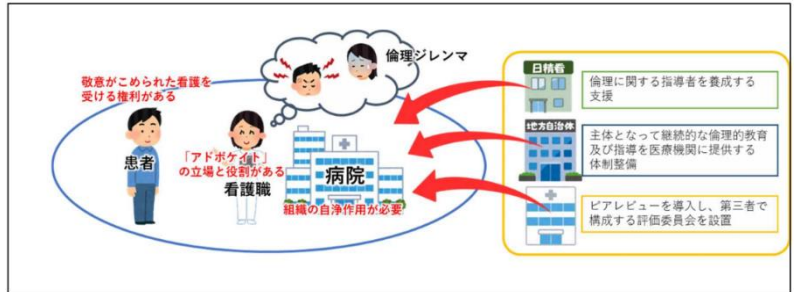 倫理ジレンマ
敬意がこめられた看護を
受ける権利がある
患者
「アドボケイト」
の立場と役割がある
看護職
病院
組織の自浄作用が必要
日精看
倫理に関する指導者を養成する
支援
地方自治体
主体となって継続的な倫理的教育
及び指導を医療機関に提供する
体制整備
ピアレビューを導入し、第三者で
構成する評価委員会を設置